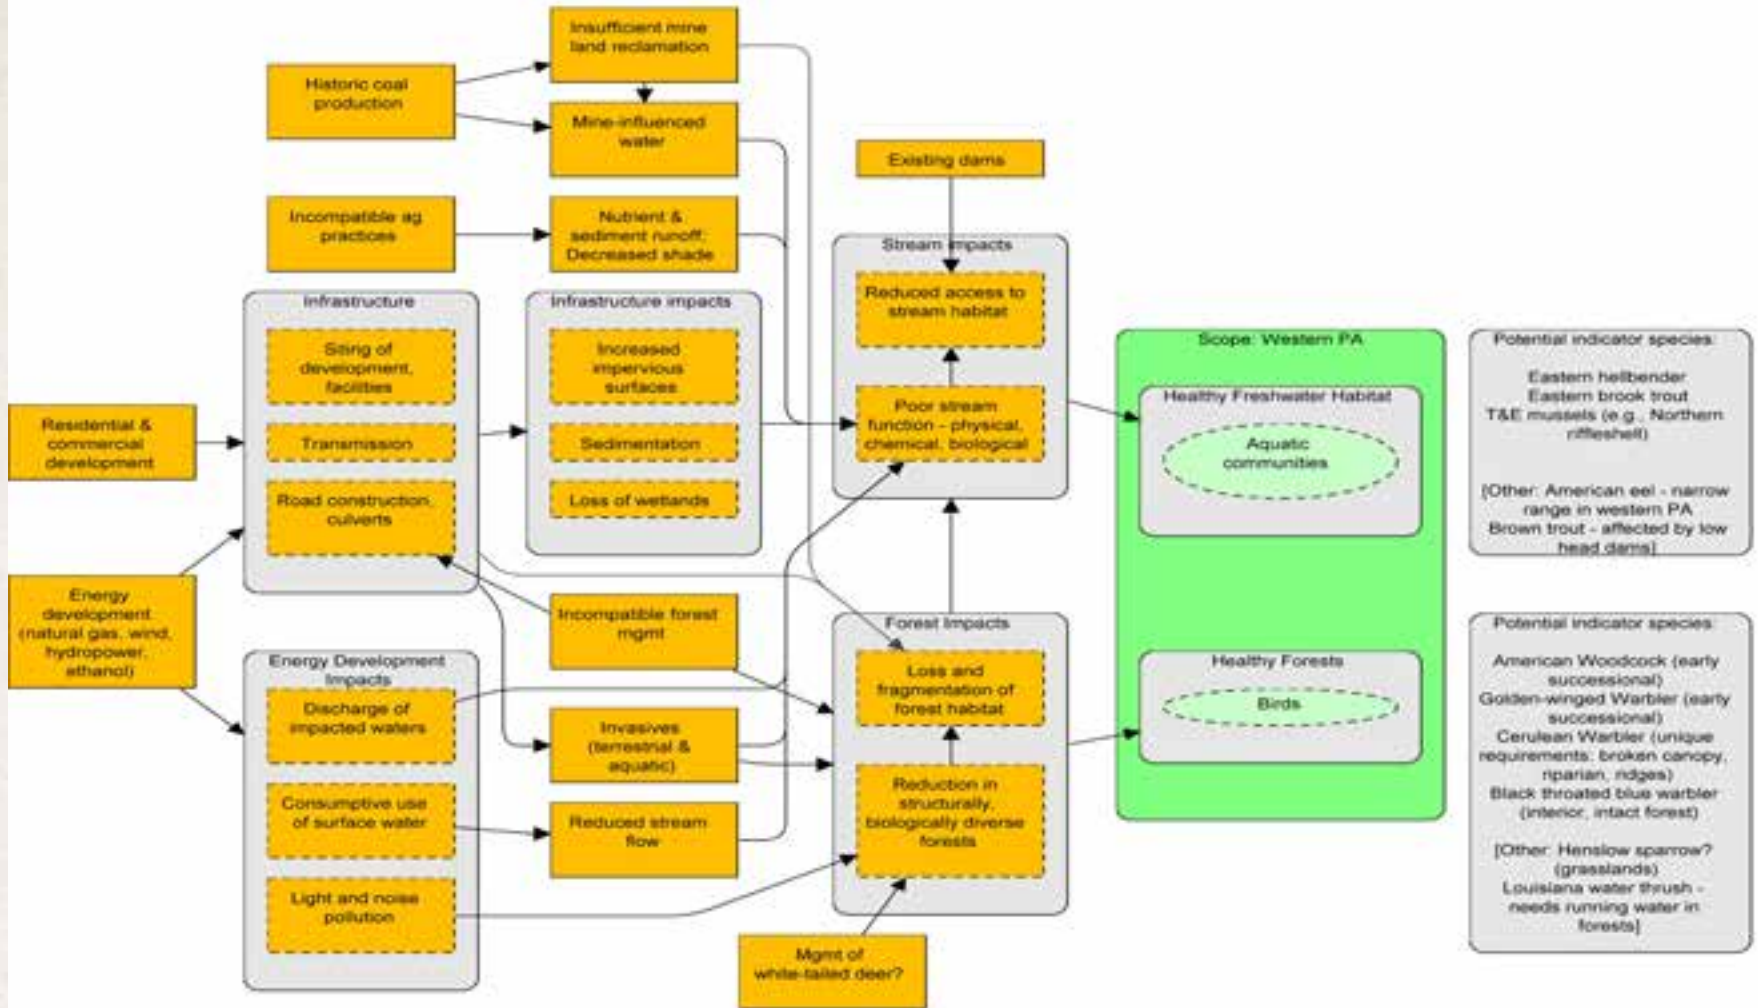 Insufficient mine
land reclamation
Historic coal
production
Mine-influenced
water
Existing dams
Incompatible ag
practices
Nutrient &
sediment runoff;
Decreased shade
Stream impacts
Reduced access to
stream habitat
Poor stream
function - physical,
chemical, biological
Infrastructure
Siting of
development,
facilities
Transmission
Road construction,
culverts
Infrastructure impacts
Increased
impervious
surfaces
Sedimentation
Loss of wetlands
Residential &
commercial
development
Energy
development
(natural gas, wind,
hydropower,
ethanol)
Energy Development
Impacts
Discharge of
impacted waters
Consumptive use
of surface water
Light and noise
pollution
Incompatible forest
mgmt
Invasives
(terrestrial &
aquatic)
Reduced stream
flow
Forest Impacts
Loss and
fragmentation of
forest habitat
Reduction in
structurally,
biologically diverse
forests
Mgmt of
white-tailed deer?
Scope: Western PA
Healthy Freshwater Habitat
Aquatic
communities
Healthy Forests
Birds
Potential indicator species:
Eastern hellbender
Eastern brook trout
T&E mussels (e.g., Northern
riffleshell)
[Other: American eel - narrow
range in western PA
Brown trout - affected by low
head dams]
Potential indicator species:
American Woodcock (early
successional)
Golden-winged Warbler (early
successional)
Cerulean Warbler (unique
requirements: broken canopy,
riparian, ridges)
Black throated blue warbler
(interior, intact forest)
[Other: Henslow sparrow?
(grasslands)
Louisiana water thrush -
needs running water in
forests]